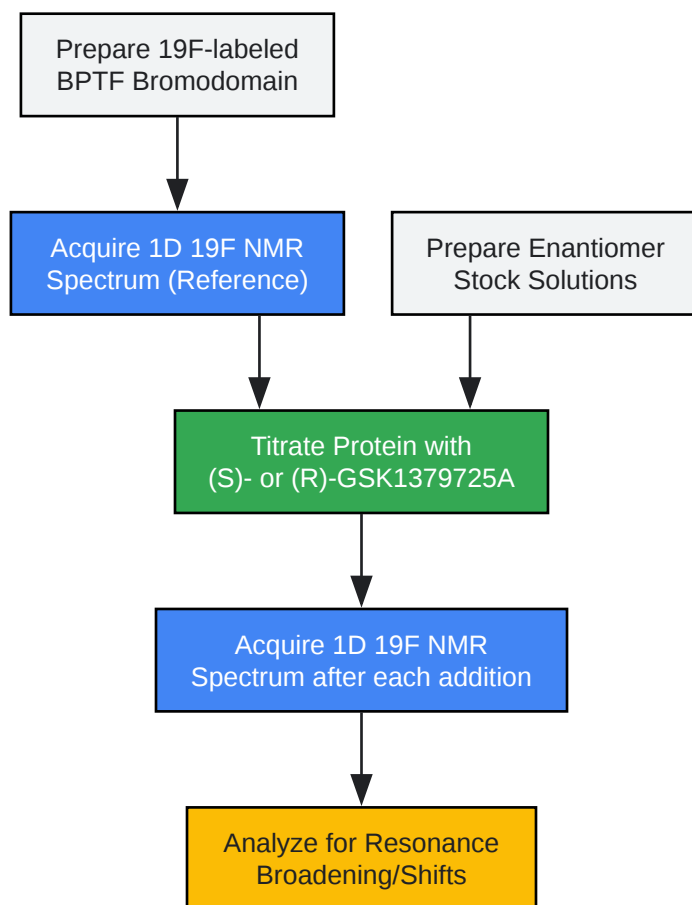 Prepare 19F-labeled
BPTF Bromodomain
Acquire 1D 19F NMR
Spectrum (Reference)
Prepare Enantiomer
Stock Solutions
Titrate Protein with
(S)- or (R)-GSK1379725A
Acquire 1D 19F NMR
Spectrum after each addition
Analyze for Resonance
Broadening/Shifts